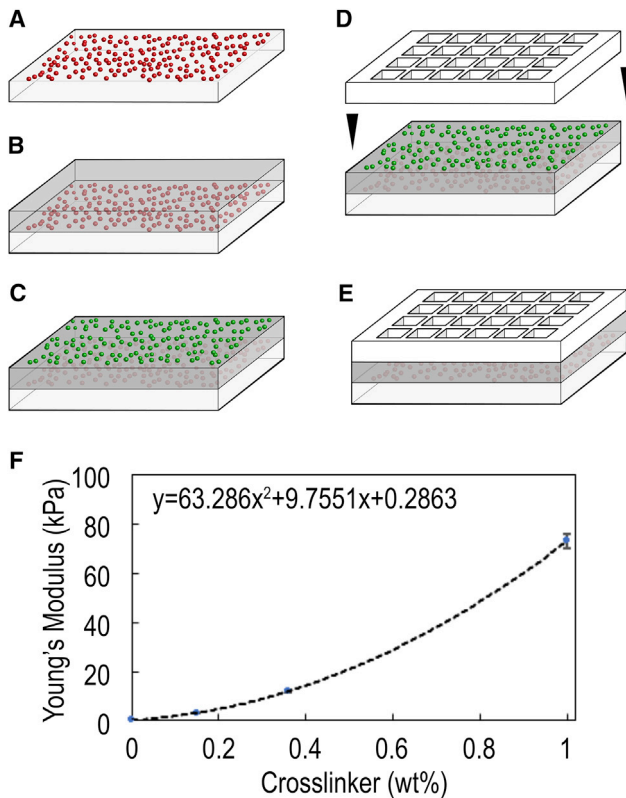 A
B
C
D
E
F
y=63.286x²+9.7551x+0.2863
Young's Modulus (kPa)
100
80
60
40
20
0
0 0.2 0.4 0.6 0.8 1
Crosslinker (wt%)